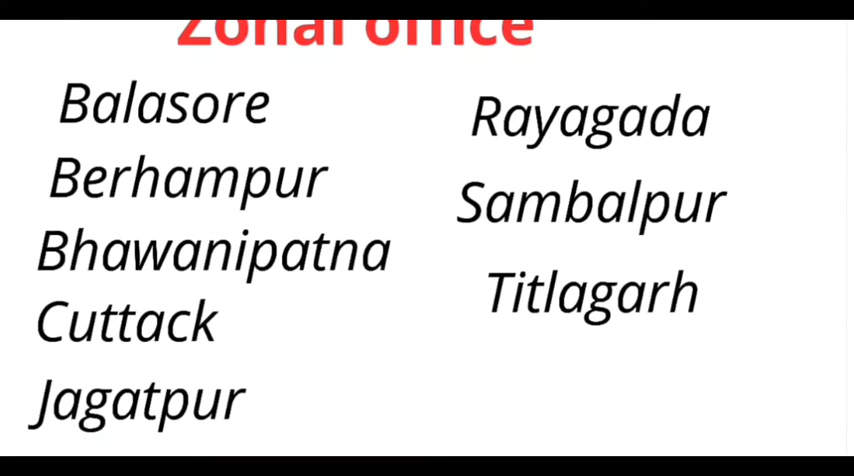 Zonal office
Balasore
Berhampur
Bhawanipatna
Cuttack
Jagatpur
Rayagada
Sambalpur
Titlagarh